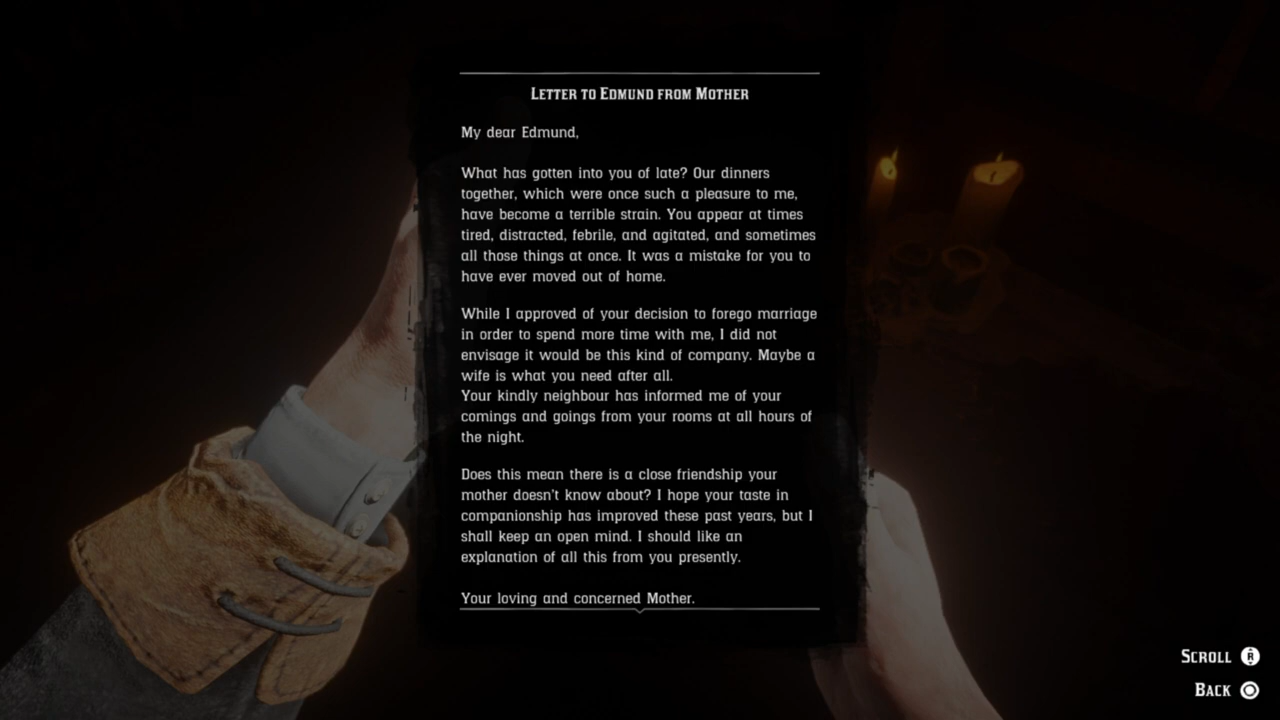 LETTER TO EDMUND FROM MOTHER
My dear Edmund,
What has gotten into you of late? Our dinners
together, which were once such a pleasure to me,
have become a terrible strain. You appear at times
tired, distracted, febrile, and agitated, and sometimes
all those things at once. It was a mistake for you to
have ever moved out of home.
While I approved of your decision to forego marriage
in order to spend more time with me, I did not
envisage it would be this kind of company. Maybe a
wife is what you need after all.
Your kindly neighbour has informed me of your
comings and goings from your rooms at all hours of
the night.
Does this mean there is a close friendship your
mother doesn't know about? I hope your taste in
companionship has improved these past years, but I
shall keep an open mind. I should like an
explanation of all this from you presently.
Your loving and concerned Mother.
SCROLL R
BACK